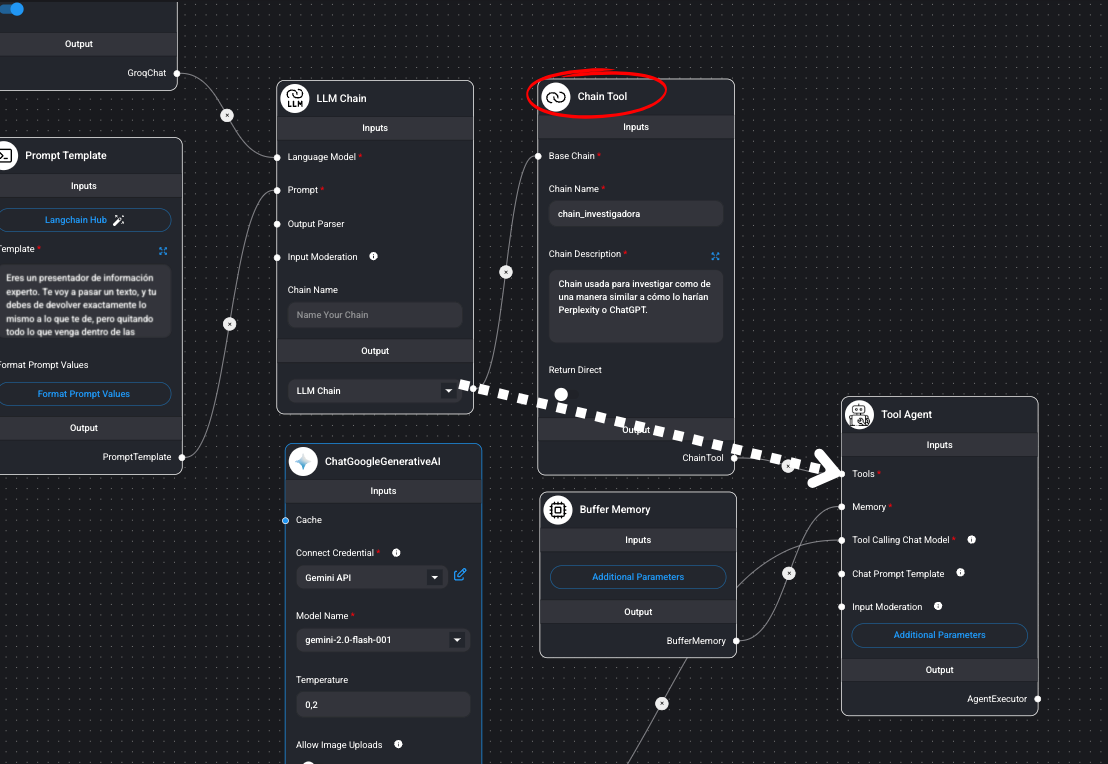 Output
GroqChat
Prompt Template
Inputs
Langchain Hub
Template *
Eres un presentador de información
experto. Te voy a pasar un texto, y tu
debes de devolver exactamente lo
mismo a lo que te de, pero quitando
todo lo que venga dentro de las
Format Prompt Values
Format Prompt Values
Output
PromptTemplate
LLM
LLM Chain
Inputs
Language Model *
Prompt *
Output Parser
Input Moderation
Chain Name
Name Your Chain
Output
LLM Chain
ChatGoogleGenerativeAI
Inputs
Cache
Connect Credential *
Gemini API
Model Name *
gemini-2.0-flash-001
Temperature
0,2
Allow Image Uploads
Chain Tool
Inputs
Base Chain *
Chain Name *
chain_investigadora
Chain Description *
Chain usada para investigar como de
una manera similar a cómo lo harían
Perplexity o ChatGPT.
Return Direct
Output
ChainTool
Buffer Memory
Inputs
Additional Parameters
Output
BufferMemory
Tool Agent
Inputs
Tools *
Memory *
Tool Calling Chat Model *
Chat Prompt Template
Input Moderation
Additional Parameters
Output
AgentExecutor